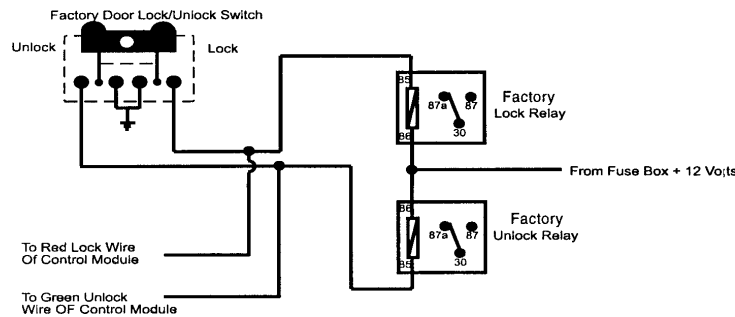 Factory Door Lock/Unlock Switch
Unlock
Lock
85
Factory
Lock Relay
87a
87
30
86
From Fuse Box + 12 Volts
86
Factory
Unlock Relay
87a
87
30
85
To Red Lock Wire
Of Control Module
To Green Unlock
Wire OF Control Module